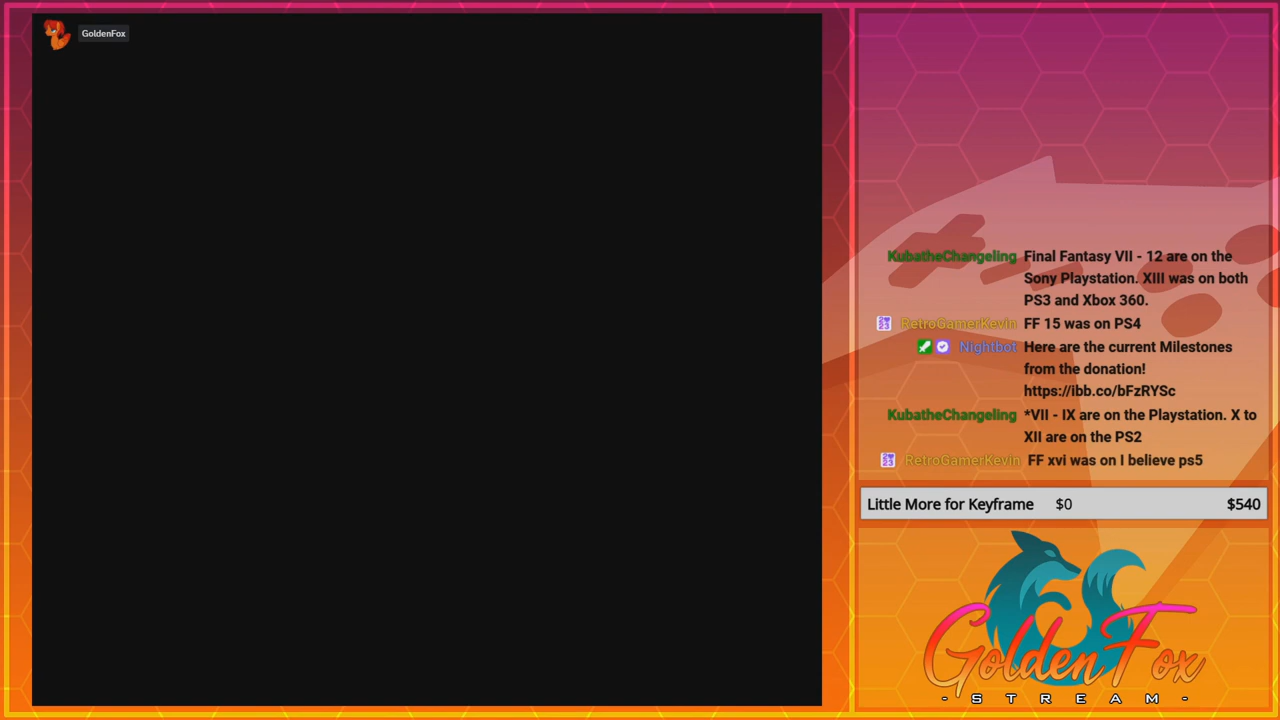 GoldenFox
KubatheChangeling Final Fantasy VII - 12 are on the
Sony Playstation. XIII was on both
PS3 and Xbox 360.
RetroGamerKevin FF 15 was on PS4
Nightbot Here are the current Milestones
from the donation!
https://ibb.co/bFzRYSc
KubatheChangeling *VII - IX are on the Playstation. X to
XII are on the PS2
RetroGamerKevin FF xvi was on I believe ps5
Little More for Keyframe $0 $540
GoldenFox
- STREAM -